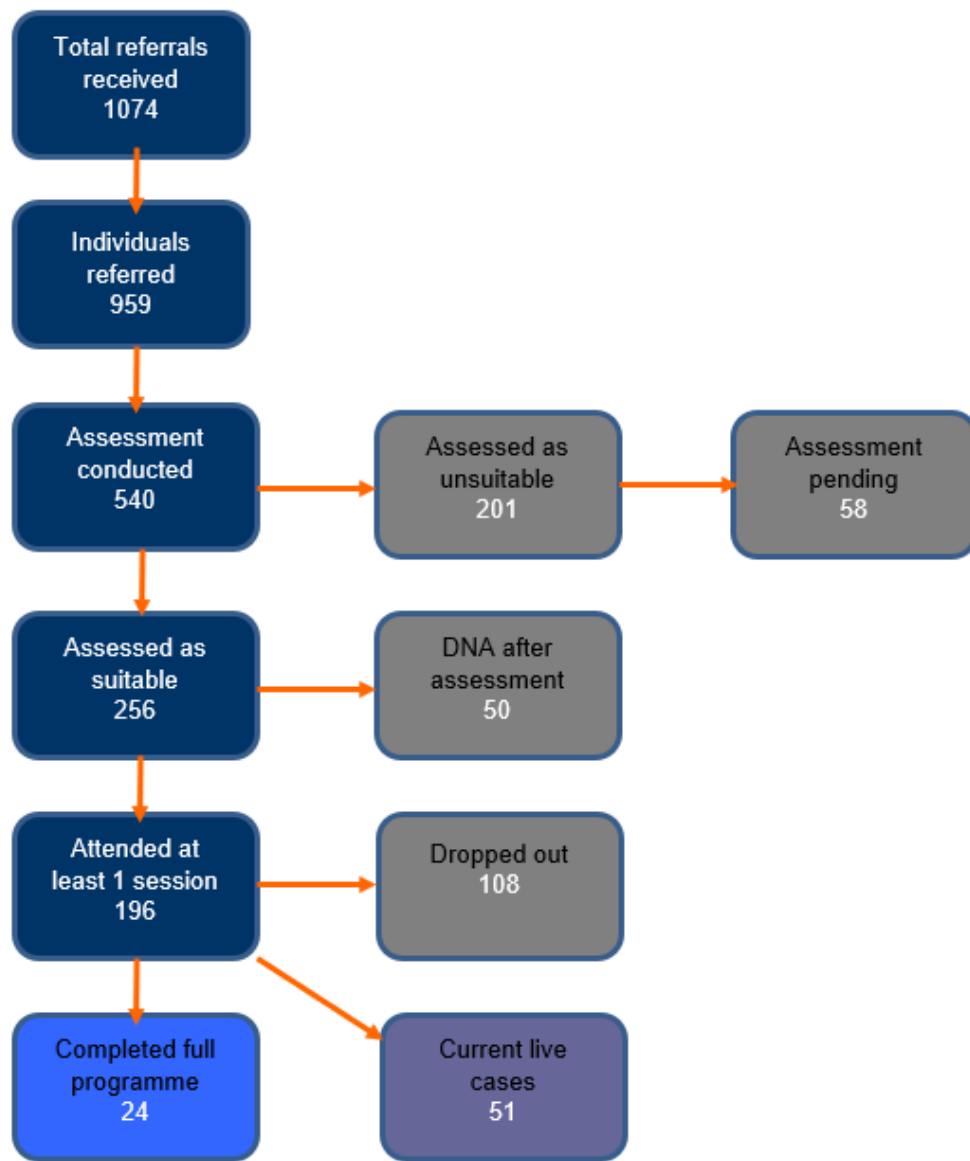 Total referrals
received
1074
Individuals
referred
959
Assessment
conducted
540
Assessed as
unsuitable
201
Assessment
pending
58
Assessed as
suitable
256
DNA after
assessment
50
Attended at
least 1 session
196
Dropped out
108
Completed full
programme
24
Current live
cases
51